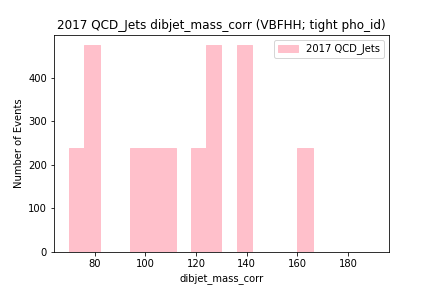 2017 QCD_Jets dibjet_mass_corr (VBFHH; tight pho_id)
2017 QCD_Jets
Number of Events
400
300
200
100
0
80 100 120 140 160 180
dibjet_mass_corr